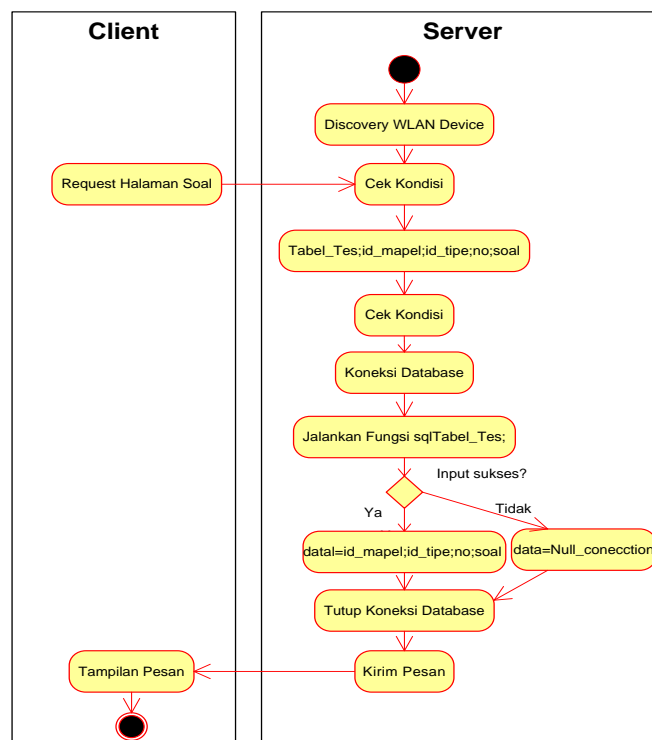 Client
Server
Discovery WLAN Device
Request Halaman Soal
Cek Kondisi
Tabel_Tes;id_mapel;id_tipe;no;soal
Cek Kondisi
Koneksi Database
Jalankan Fungsi sqlTabel_Tes;
Input sukses?
Ya
Tidak
datal=id_mapel;id_tipe;no;soal
data=Null_conecction
Tutup Koneksi Database
Tampilan Pesan
Kirim Pesan